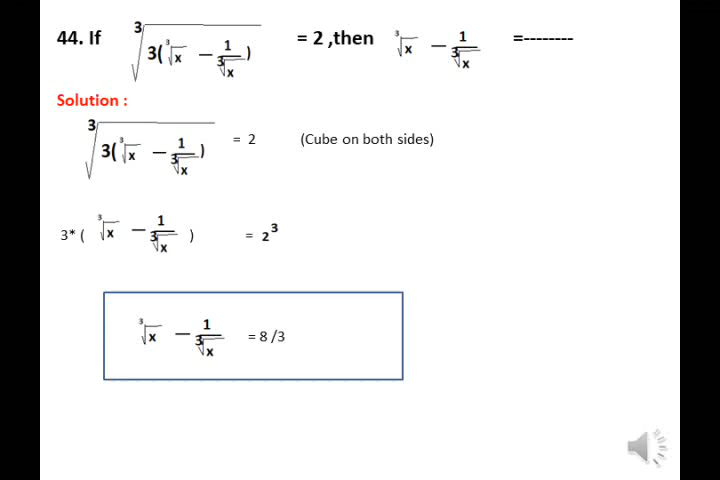 44. If ∛(3(∛x − 1/∛x)) = 2 ,then ∛x − 1/∛x =--------
Solution :
∛(3(∛x − 1/∛x)) = 2 (Cube on both sides)
3* ( ∛x − 1/∛x ) = 2³
∛x − 1/∛x = 8 /3